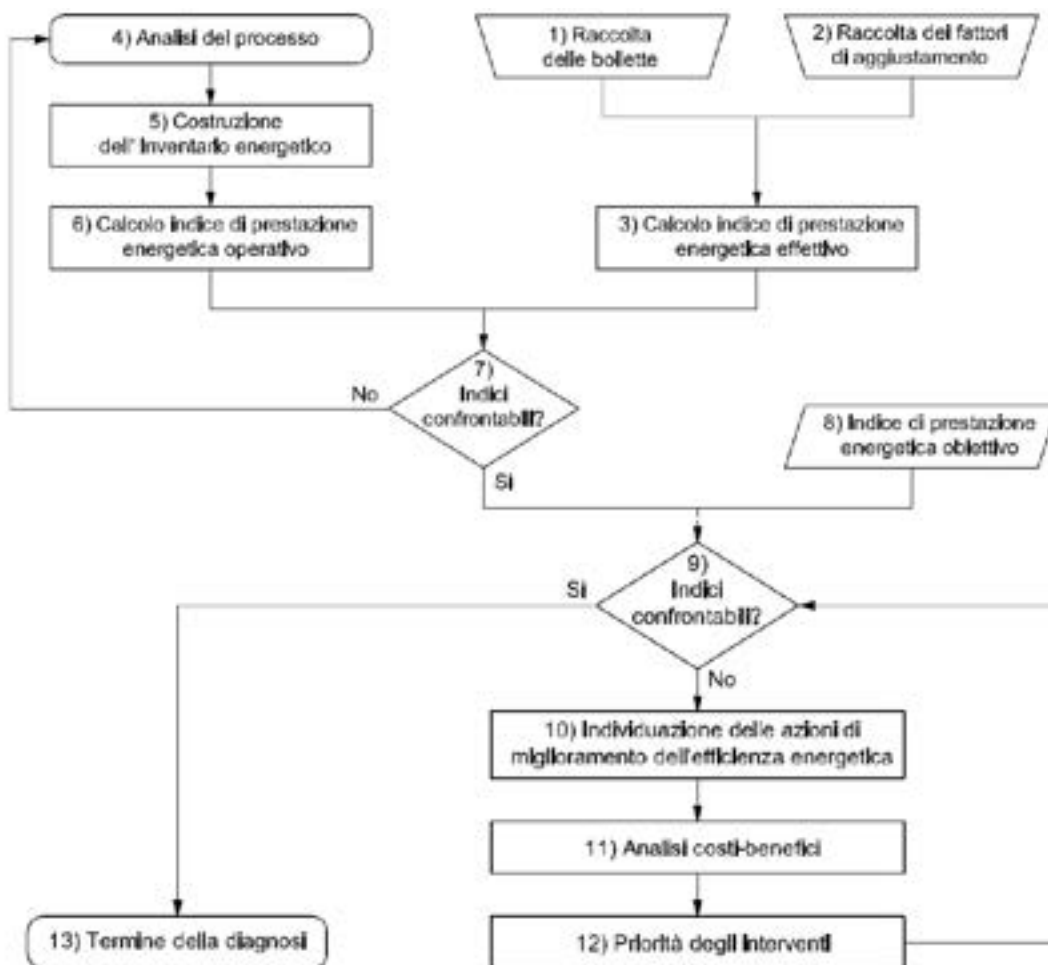 4) Analisi del processo
1) Raccolta
delle bollette
2) Raccolta dei fattori
di aggiustamento
5) Costruzione
dell' Inventario energetico
6) Calcolo indice di prestazione
energetica operativo
3) Calcolo indice di prestazione
energetica effettivo
7)
Indici
confrontabili?
No
Si
8) Indice di prestazione
energetica obiettivo
9)
Indici
confrontabili?
Si
No
10) Individuazione delle azioni di
miglioramento dell'efficienza energetica
11) Analisi costi-benefici
12) Priorità degli Interventi
13) Termine della diagnosi